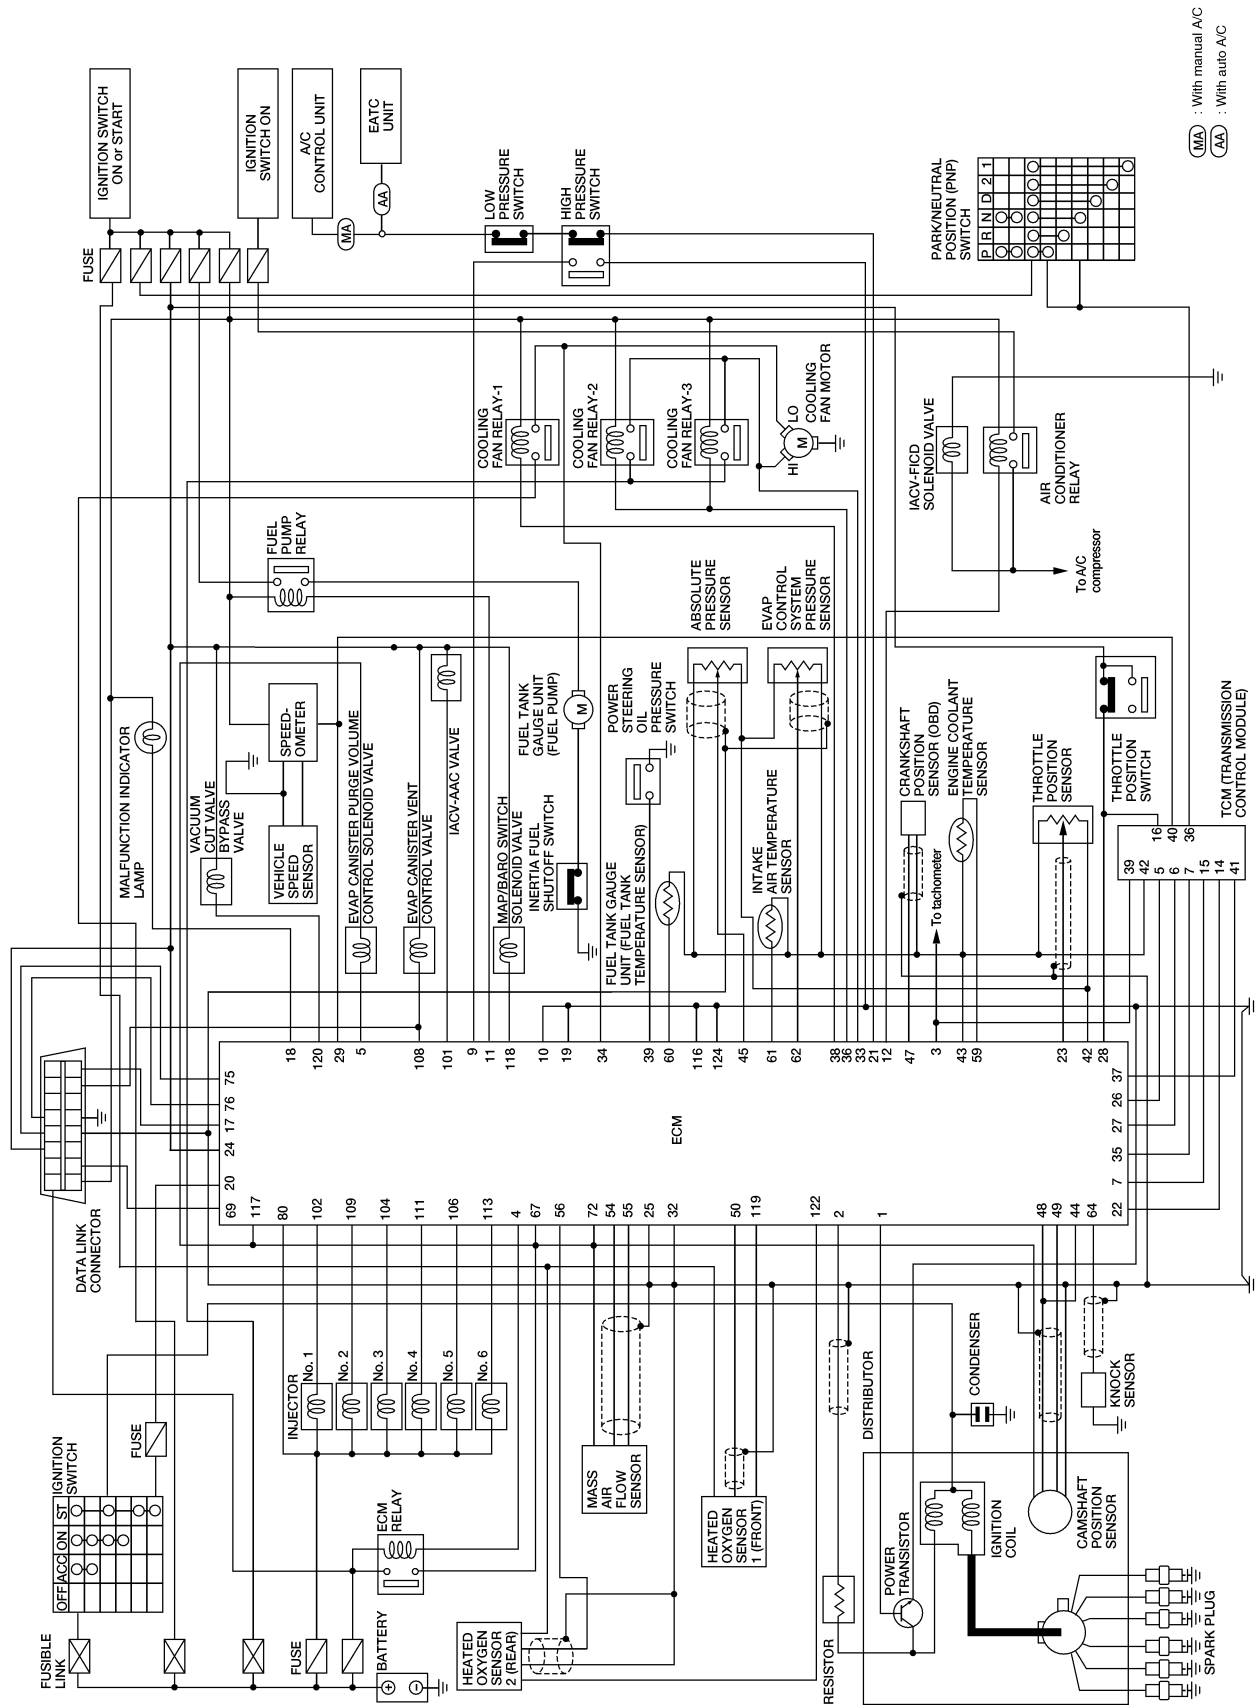 MA : With manual A/C
AA : With auto A/C
IGNITION SWITCH
ON or START
IGNITION
SWITCH ON
A/C
CONTROL UNIT
EATC
UNIT
FUSE
MA
AA
LOW
PRESSURE
SWITCH
HIGH
PRESSURE
SWITCH
PARK/NEUTRAL
POSITION (PNP)
SWITCH
P R N D 2 1
COOLING
FAN RELAY-1
COOLING
FAN RELAY-2
COOLING
FAN RELAY-3
LO
COOLING
FAN MOTOR
M
HI
IACV-FICD
SOLENOID VALVE
AIR
CONDITIONER
RELAY
To A/C
compressor
FUEL
PUMP
RELAY
ABSOLUTE
PRESSURE
SENSOR
EVAP
CONTROL
SYSTEM
PRESSURE
SENSOR
MALFUNCTION INDICATOR
LAMP
VACUUM
CUT VALVE
BYPASS
VALVE
SPEED-
OMETER
VEHICLE
SPEED
SENSOR
EVAP CANISTER PURGE VOLUME
CONTROL SOLENOID VALVE
EVAP CANISTER VENT
CONTROL VALVE
IACV-AAC VALVE
MAP/BARO SWITCH
SOLENOID VALVE
FUEL TANK
GAUGE UNIT
(FUEL PUMP)
M
INERTIA FUEL
SHUTOFF SWITCH
POWER
STEERING
OIL
PRESSURE
SWITCH
FUEL TANK GAUGE
UNIT (FUEL TANK
TEMPERATURE SENSOR)
INTAKE
AIR TEMPERATURE
SENSOR
CRANKSHAFT
POSITION
SENSOR (OBD)
To tachometer
ENGINE COOLANT
TEMPERATURE
SENSOR
THROTTLE
POSITION
SENSOR
THROTTLE
POSITION
SWITCH
TCM (TRANSMISSION
CONTROL MODULE)
16 40 36
39 42 5 6 7 15 14 41
18 120 29 5 108 101 9 11 118 10 19 34 39 60 116 124 45 61 62 38 36 33 21 12 47 3 43 59 23 42 28
75
76
17
24
20
69
ECM
37
26
27
35
7
22
117 80 102 109 104 111 106 113 4 67 56 72 54 55 25 32 50 119 122 2 1 48 49 44 64
DATA LINK
CONNECTOR
INJECTOR
No. 1
No. 2
No. 3
No. 4
No. 5
No. 6
IGNITION
SWITCH
OFF ACC ON ST
FUSE
ECM
RELAY
FUSIBLE
LINK
FUSE
BATTERY
MASS
AIR
FLOW
SENSOR
HEATED
OXYGEN
SENSOR
1 (FRONT)
HEATED
OXYGEN
SENSOR
2 (REAR)
DISTRIBUTOR
CONDENSER
RESISTOR
POWER
TRANSISTOR
IGNITION
COIL
CAMSHAFT
POSITION
SENSOR
KNOCK
SENSOR
SPARK PLUG